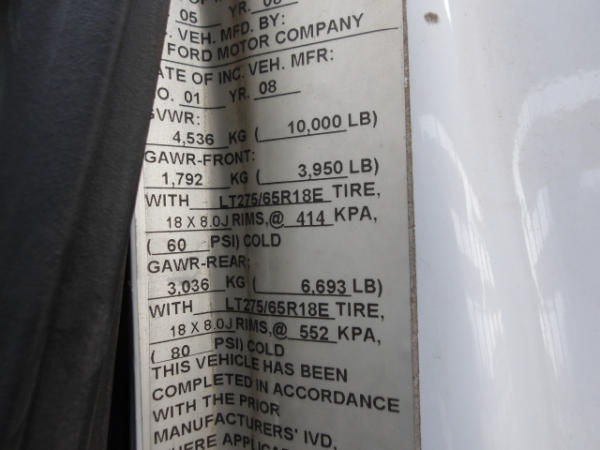 05 YR. 08
VEH. MFD. BY:
FORD MOTOR COMPANY
ATE OF INC. VEH. MFR:
O. 01 YR. 08
GVWR:
4,536 KG ( 10,000 LB)
GAWR-FRONT:
1,792 KG ( 3,950 LB)
WITH LT275/65R18E TIRE,
18 X 8.0J RIMS,@ 414 KPA,
( 60 PSI) COLD
GAWR-REAR:
3,036 KG ( 6,693 LB)
WITH LT275/65R18E TIRE,
18 X 8.0J RIMS,@ 552 KPA,
( 80 PSI) COLD
THIS VEHICLE HAS BEEN
COMPLETED IN ACCORDANCE
WITH THE PRIOR
MANUFACTURERS' IVD,
WHERE APPLICA